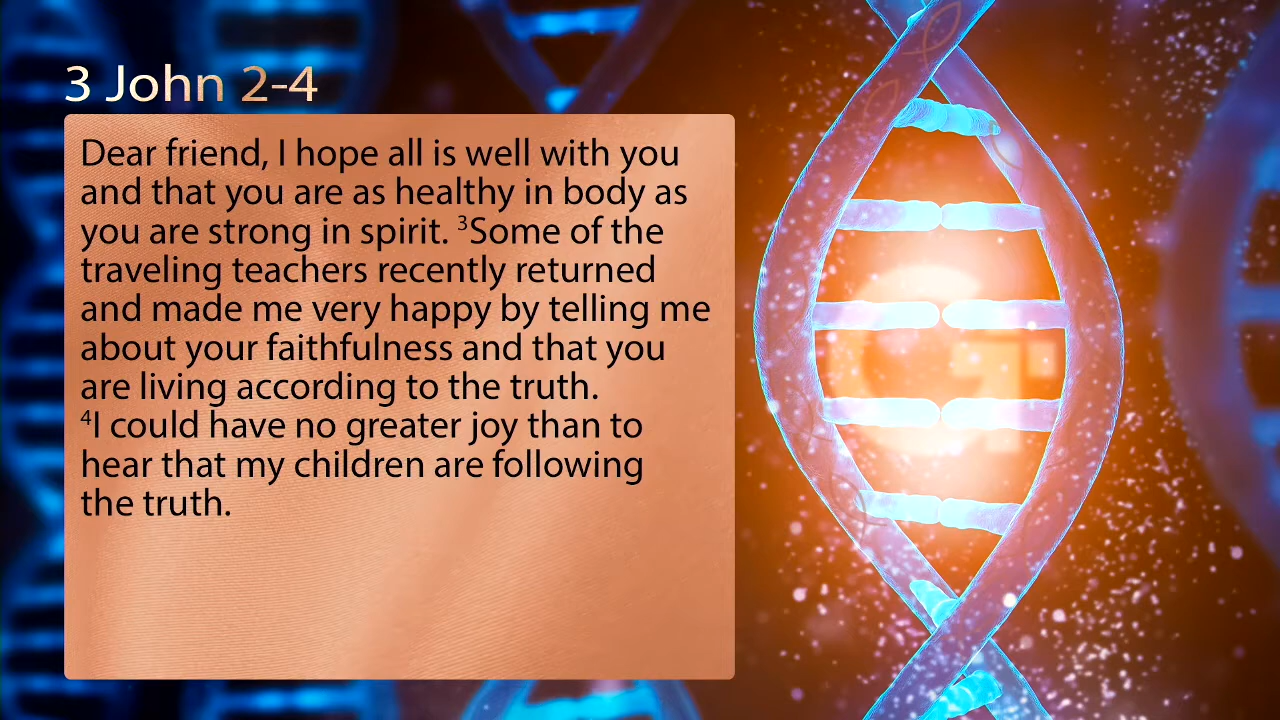 3 John 2-4
Dear friend, I hope all is well with you
and that you are as healthy in body as
you are strong in spirit. ³Some of the
traveling teachers recently returned
and made me very happy by telling me
about your faithfulness and that you
are living according to the truth.
⁴I could have no greater joy than to
hear that my children are following
the truth.